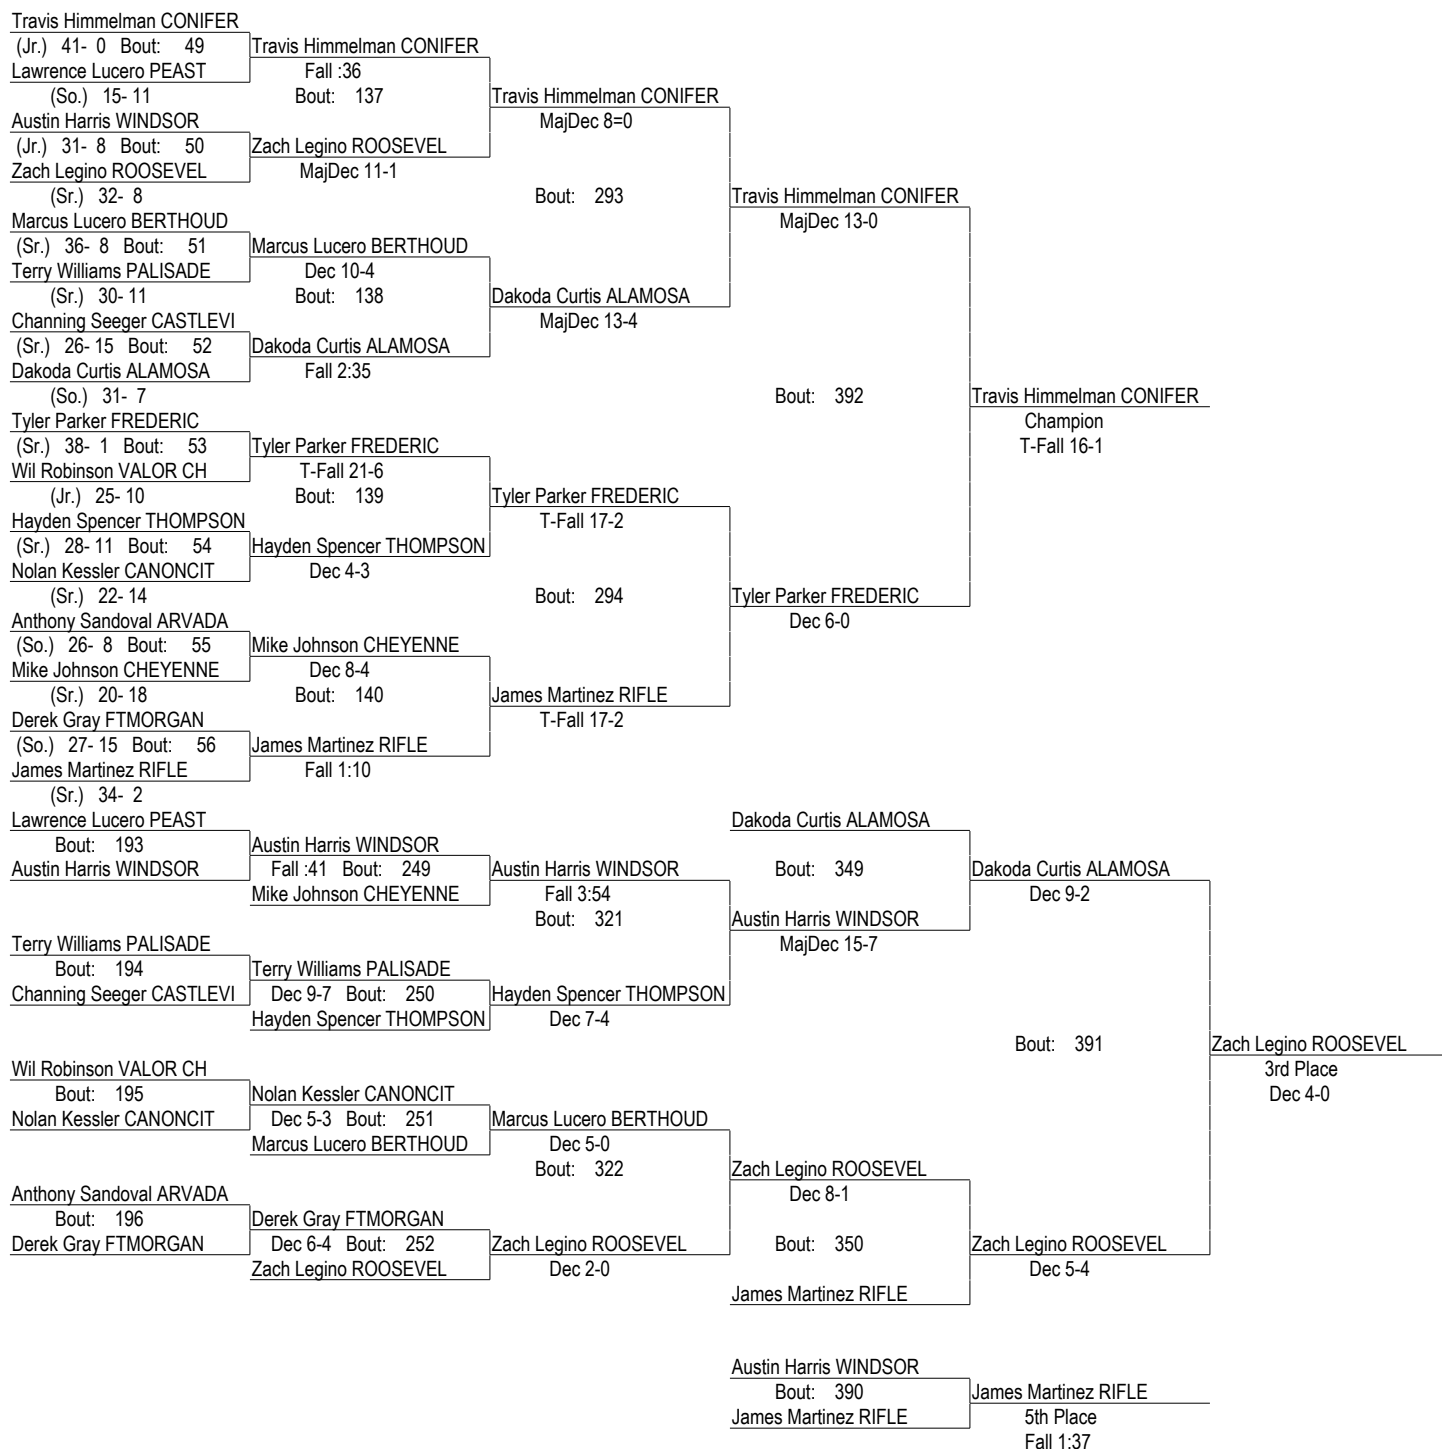 Travis Himmelman CONIFER
(Jr.) 41- 0 Bout: 49 Travis Himmelman CONIFER
Lawrence Lucero PEAST Fall :36
(So.) 15- 11 Bout: 137 Travis Himmelman CONIFER
Austin Harris WINDSOR MajDec 8=0
(Jr.) 31- 8 Bout: 50 Zach Legino ROOSEVEL
Zach Legino ROOSEVEL MajDec 11-1
(Sr.) 32- 8 Bout: 293 Travis Himmelman CONIFER
Marcus Lucero BERTHOUD MajDec 13-0
(Sr.) 36- 8 Bout: 51 Marcus Lucero BERTHOUD
Terry Williams PALISADE Dec 10-4
(Sr.) 30- 11 Bout: 138 Dakoda Curtis ALAMOSA
Channing Seeger CASTLEVI MajDec 13-4
(Sr.) 26- 15 Bout: 52 Dakoda Curtis ALAMOSA
Dakoda Curtis ALAMOSA Fall 2:35
(So.) 31- 7 Bout: 392 Travis Himmelman CONIFER
Tyler Parker FREDERIC Champion
(Sr.) 38- 1 Bout: 53 Tyler Parker FREDERIC T-Fall 16-1
Wil Robinson VALOR CH T-Fall 21-6
(Jr.) 25- 10 Bout: 139 Tyler Parker FREDERIC
Hayden Spencer THOMPSON T-Fall 17-2
(Sr.) 28- 11 Bout: 54 Hayden Spencer THOMPSON
Nolan Kessler CANONCIT Dec 4-3
(Sr.) 22- 14 Bout: 294 Tyler Parker FREDERIC
Anthony Sandoval ARVADA Dec 6-0
(So.) 26- 8 Bout: 55 Mike Johnson CHEYENNE
Mike Johnson CHEYENNE Dec 8-4
(Sr.) 20- 18 Bout: 140 James Martinez RIFLE
Derek Gray FTMORGAN T-Fall 17-2
(So.) 27- 15 Bout: 56 James Martinez RIFLE
James Martinez RIFLE Fall 1:10
(Sr.) 34- 2
Lawrence Lucero PEAST Dakoda Curtis ALAMOSA
Bout: 193 Austin Harris WINDSOR
Austin Harris WINDSOR Fall :41 Bout: 249 Austin Harris WINDSOR Bout: 349 Dakoda Curtis ALAMOSA
Mike Johnson CHEYENNE Fall 3:54 Dec 9-2
Bout: 321 Austin Harris WINDSOR
Terry Williams PALISADE MajDec 15-7
Bout: 194 Terry Williams PALISADE
Channing Seeger CASTLEVI Dec 9-7 Bout: 250 Hayden Spencer THOMPSON
Hayden Spencer THOMPSON Dec 7-4
Bout: 391 Zach Legino ROOSEVEL
Wil Robinson VALOR CH 3rd Place
Bout: 195 Nolan Kessler CANONCIT Dec 4-0
Nolan Kessler CANONCIT Dec 5-3 Bout: 251 Marcus Lucero BERTHOUD
Marcus Lucero BERTHOUD Dec 5-0
Bout: 322 Zach Legino ROOSEVEL
Anthony Sandoval ARVADA Dec 8-1
Bout: 196 Derek Gray FTMORGAN
Derek Gray FTMORGAN Dec 6-4 Bout: 252 Zach Legino ROOSEVEL Bout: 350 Zach Legino ROOSEVEL
Zach Legino ROOSEVEL Dec 2-0 Dec 5-4
James Martinez RIFLE
Austin Harris WINDSOR
Bout: 390 James Martinez RIFLE
James Martinez RIFLE 5th Place
Fall 1:37